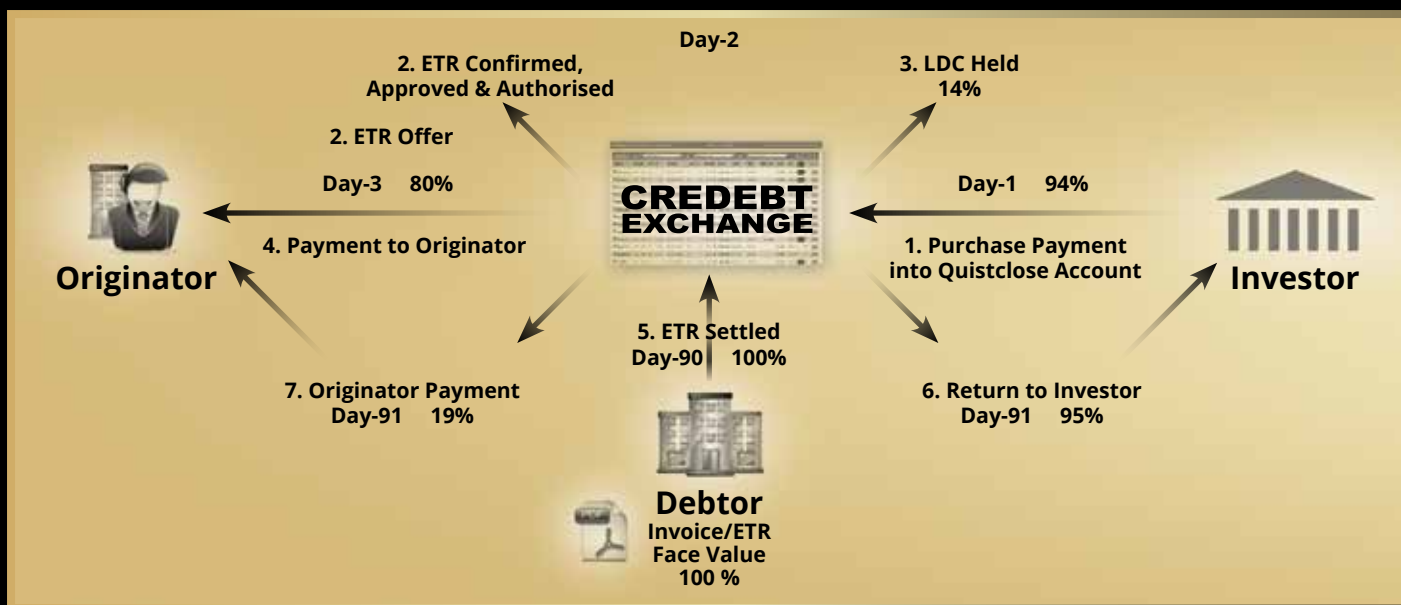 Day-2
2. ETR Confirmed,
Approved & Authorised
3. LDC Held
14%
2. ETR Offer
Day-3 80%
CREDEBT
EXCHANGE
Day-1 94%
4. Payment to Originator
1. Purchase Payment
into Quistclose Account
Originator
Investor
5. ETR Settled
Day-90 100%
7. Originator Payment
Day-91 19%
6. Return to Investor
Day-91 95%
Debtor
Invoice/ETR
Face Value
100 %